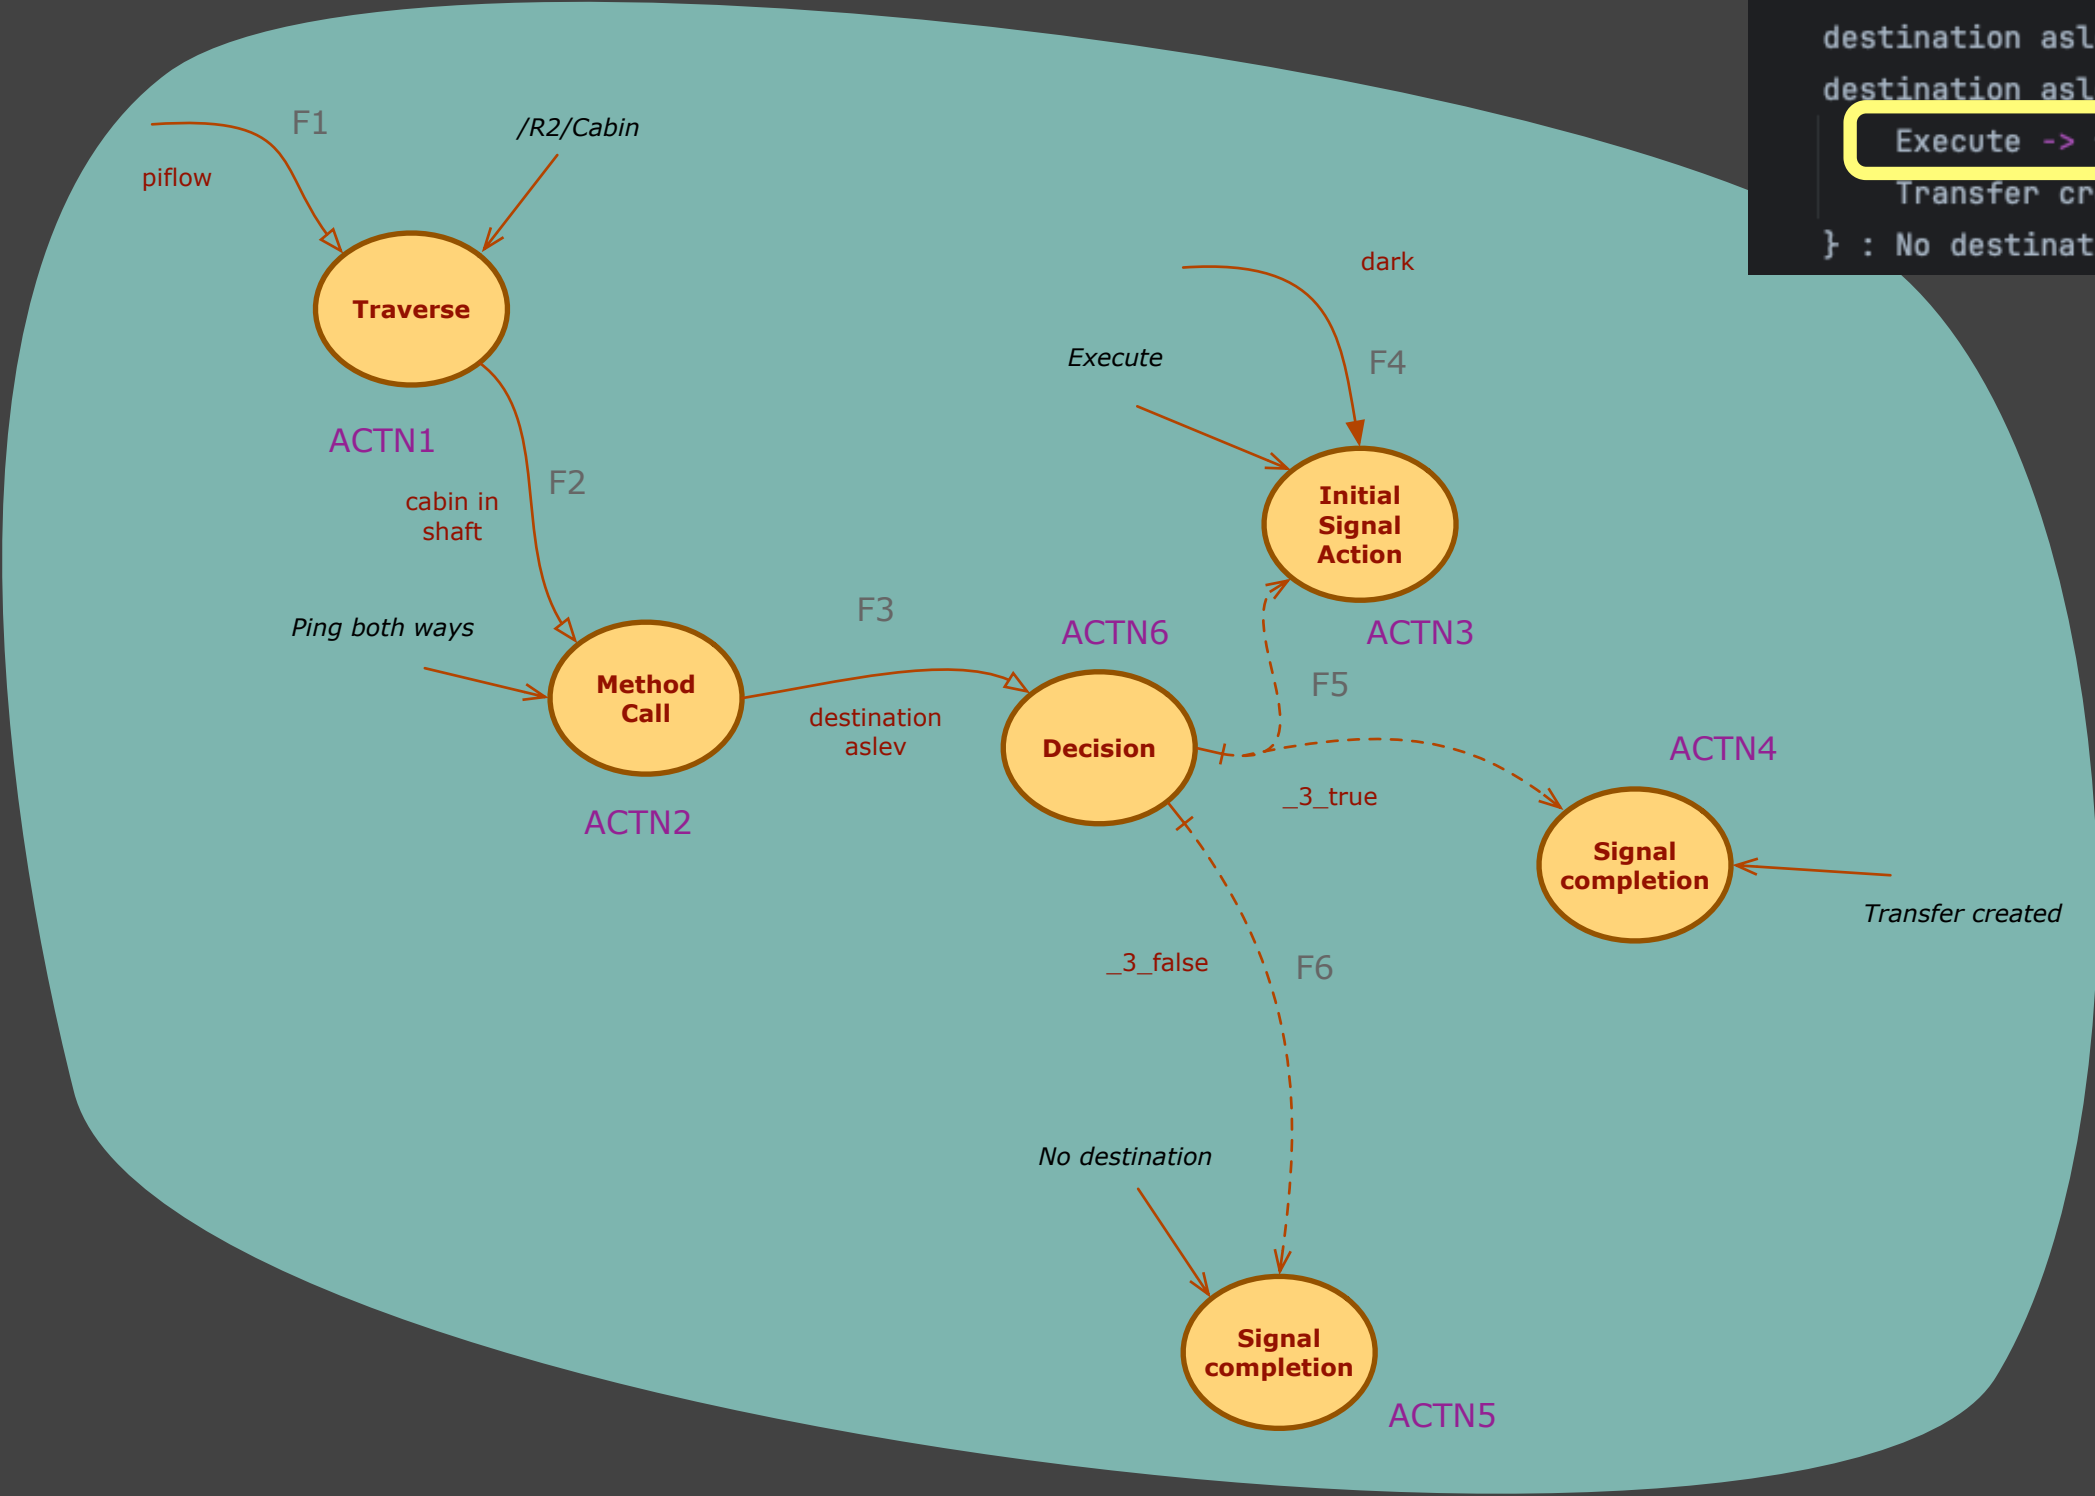 destination asl
destination asl
Execute ->
Transfer cr
} : No destinat
F1
/R2/Cabin
piflow
Traverse
ACTN1
dark
Execute
F4
F2
cabin in
shaft
Initial
Signal
Action
Ping both ways
F3
ACTN6
ACTN3
Method
Call
F5
destination
aslev
Decision
ACTN4
_3_true
ACTN2
Signal
completion
Transfer created
_3_false
F6
No destination
Signal
completion
ACTN5